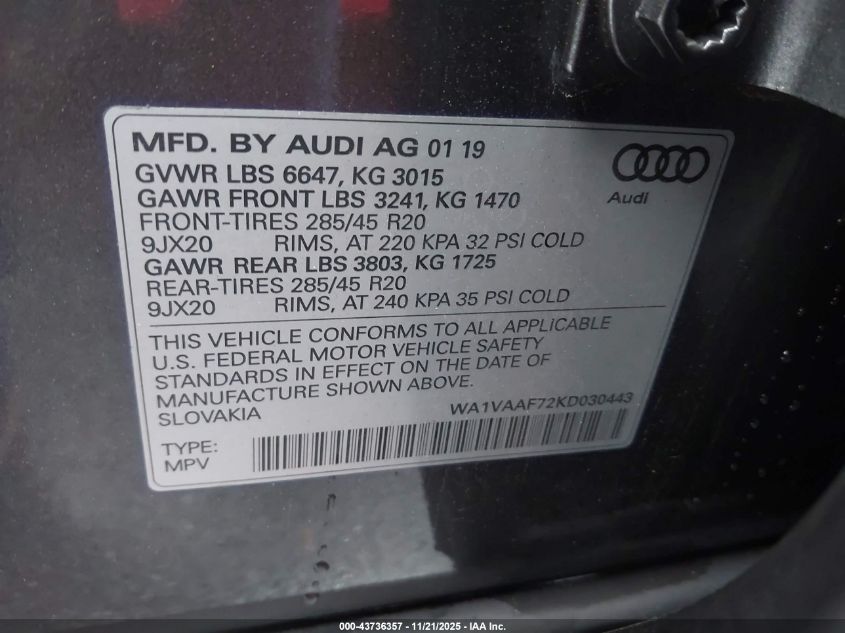 MFD. BY AUDI AG 01 19
GVWR LBS 6647, KG 3015
GAWR FRONT LBS 3241, KG 1470
FRONT-TIRES 285/45 R20
9JX20 RIMS, AT 220 KPA 32 PSI COLD
GAWR REAR LBS 3803, KG 1725
REAR-TIRES 285/45 R20
9JX20 RIMS, AT 240 KPA 35 PSI COLD
Audi
THIS VEHICLE CONFORMS TO ALL APPLICABLE
U.S. FEDERAL MOTOR VEHICLE SAFETY
STANDARDS IN EFFECT ON THE DATE OF
MANUFACTURE SHOWN ABOVE.
SLOVAKIA WA1VAAF72KD030443
TYPE:
MPV
000-43736357 - 11/21/2025 - IAA Inc.